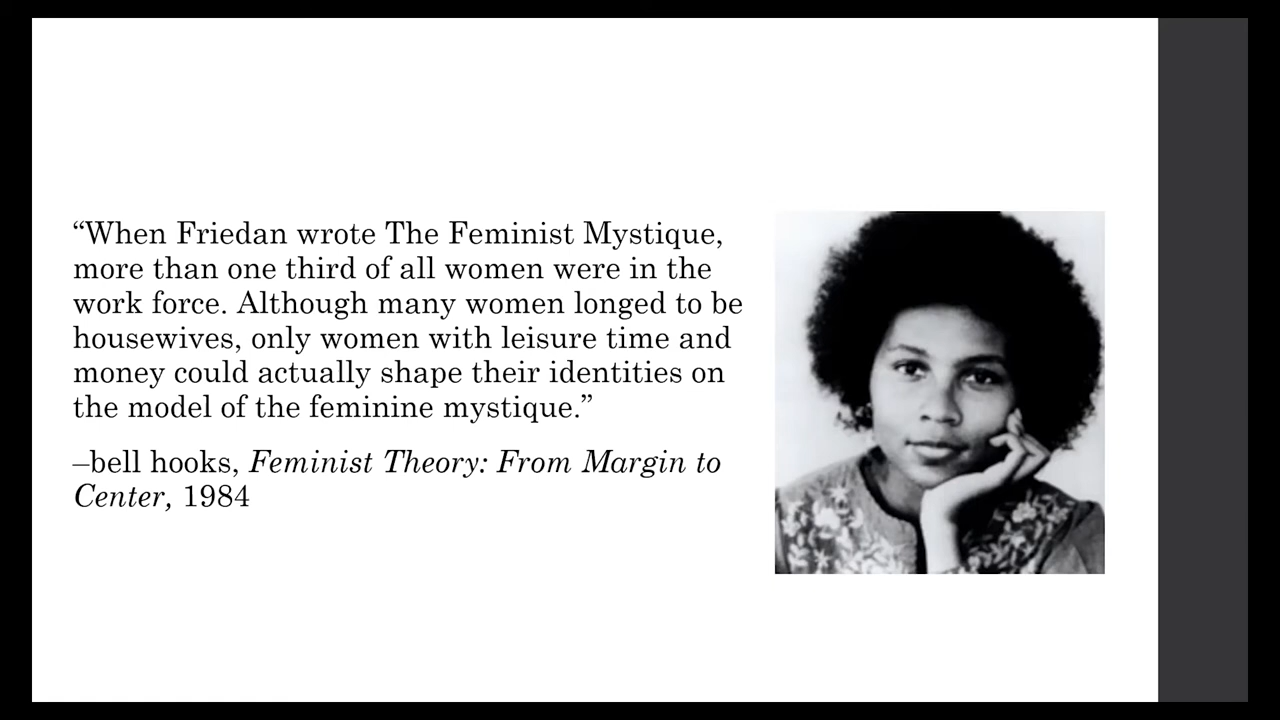 “When Friedan wrote The Feminist Mystique,
more than one third of all women were in the
work force. Although many women longed to be
housewives, only women with leisure time and
money could actually shape their identities on
the model of the feminine mystique.”
–bell hooks, Feminist Theory: From Margin to
Center, 1984